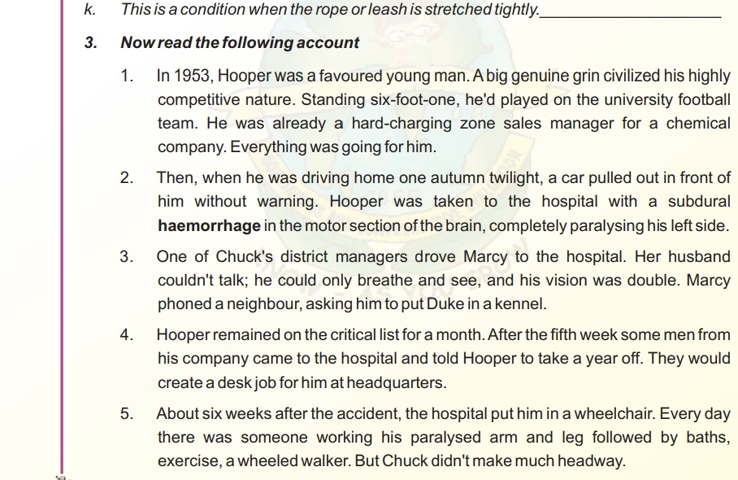 k. This is a condition when the rope or leash is stretched tightly.____________________
3. Now read the following account
1. In 1953, Hooper was a favoured young man. A big genuine grin civilized his highly
competitive nature. Standing six-foot-one, he'd played on the university football
team. He was already a hard-charging zone sales manager for a chemical
company. Everything was going for him.
2. Then, when he was driving home one autumn twilight, a car pulled out in front of
him without warning. Hooper was taken to the hospital with a subdural
haemorrhage in the motor section of the brain, completely paralysing his left side.
3. One of Chuck's district managers drove Marcy to the hospital. Her husband
couldn't talk; he could only breathe and see, and his vision was double. Marcy
phoned a neighbour, asking him to put Duke in a kennel.
4. Hooper remained on the critical list for a month. After the fifth week some men from
his company came to the hospital and told Hooper to take a year off. They would
create a desk job for him at headquarters.
5. About six weeks after the accident, the hospital put him in a wheelchair. Every day
there was someone working his paralysed arm and leg followed by baths,
exercise, a wheeled walker. But Chuck didn't make much headway.